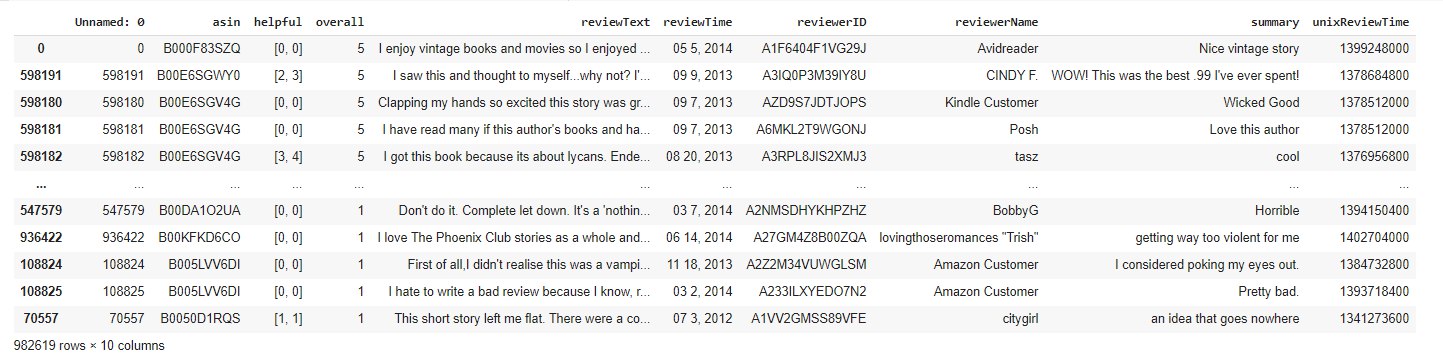 Unnamed: 0 asin helpful overall reviewText reviewTime reviewerID reviewerName summary unixReviewTime
0 0 B000F83SZQ [0, 0] 5 I enjoy vintage books and movies so I enjoyed ... 05 5, 2014 A1F6404F1VG29J Avidreader Nice vintage story 1399248000
598191 598191 B00E6SGWY0 [2, 3] 5 I saw this and thought to myself...why not? I'... 09 9, 2013 A3IQ0P3M39IY8U CINDY F. WOW! This was the best .99 I've ever spent! 1378684800
598180 598180 B00E6SGV4G [0, 0] 5 Clapping my hands so excited this story was gr... 09 7, 2013 AZD9S7JDTJOPS Kindle Customer Wicked Good 1378512000
598181 598181 B00E6SGV4G [0, 0] 5 I have read many if this author's books and ha... 09 7, 2013 A6MKL2T9WGONJ Posh Love this author 1378512000
598182 598182 B00E6SGV4G [3, 4] 5 I got this book because its about lycans. Ende... 08 20, 2013 A3RPL8JIS2XMJ3 tasz cool 1376956800
... ... ... ... ... ... ... ... ... ... ...
547579 547579 B00DA1O2UA [0, 0] 1 Don't do it. Complete let down. It's a 'nothin... 03 7, 2014 A2NMSDHYKHPZHZ BobbyG Horrible 1394150400
936422 936422 B00KFKD6CO [0, 0] 1 I love The Phoenix Club stories as a whole and... 06 14, 2014 A27GM4Z8B00ZQA lovingthoseromances "Trish" getting way too violent for me 1402704000
108824 108824 B005LVV6DI [0, 0] 1 First of all,I didn't realise this was a vampi... 11 18, 2013 A2Z2M34VUWGLSM Amazon Customer I considered poking my eyes out. 1384732800
108825 108825 B005LVV6DI [0, 0] 1 I hate to write a bad review because I know, r... 03 2, 2014 A233ILXYEDO7N2 Amazon Customer Pretty bad. 1393718400
70557 70557 B0050D1RQS [1, 1] 1 This short story left me flat. There were a co... 07 3, 2012 A1VV2GMSS89VFE citygirl an idea that goes nowhere 1341273600
982619 rows × 10 columns